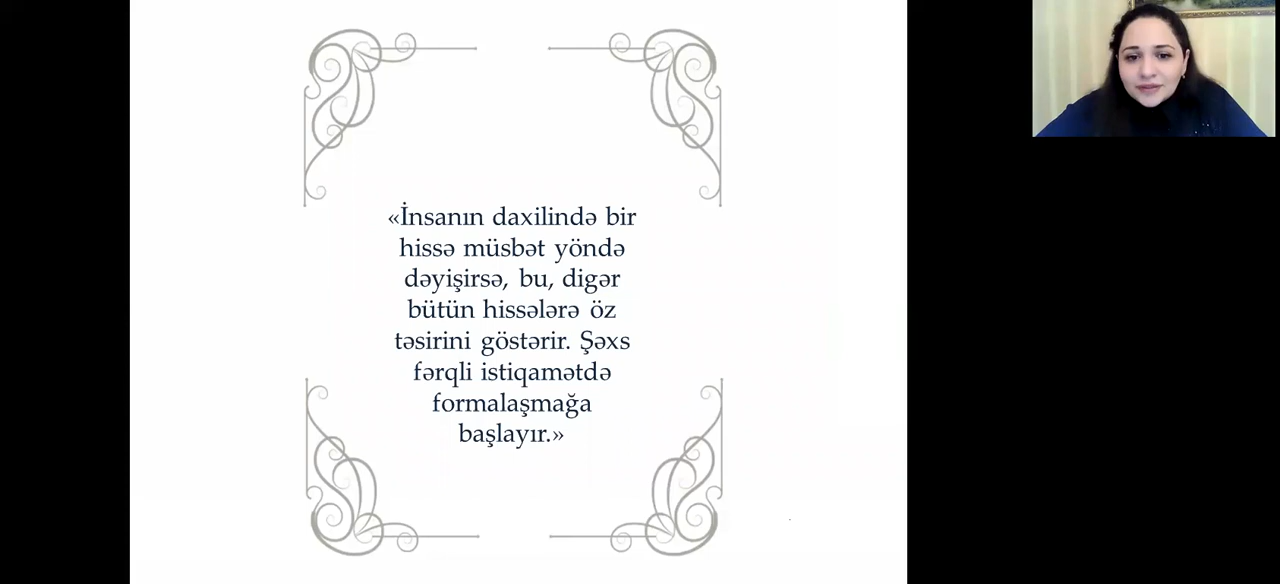 «İnsanın daxilində bir
hissə müsbət yöndə
dəyişirsə, bu, digər
bütün hissələrə öz
təsirini göstərir. Şəxs
fərqli istiqamətdə
formalaşmağa
başlayır.»